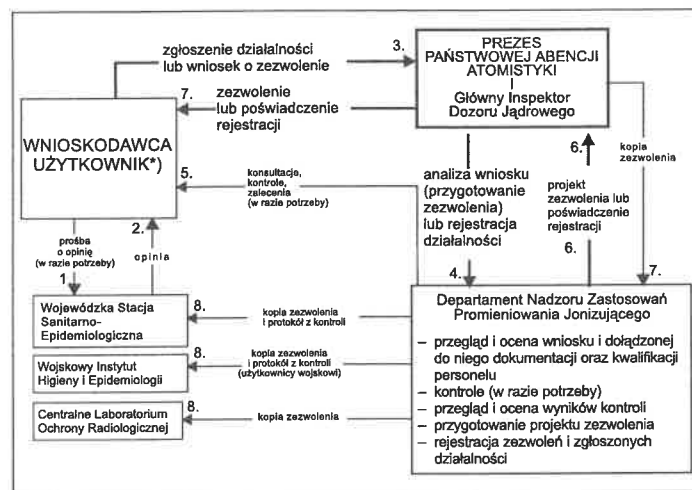 zgłoszenie działalności
lub wniosek o zezwolenie
3.
PREZES
PAŃSTWOWEJ ABENCJI
ATOMISTYKI
I
Główny Inspektor
Dozoru Jądrowego
7.
zezwolenie
lub poświadczenie
rejestracji
WNIOSKODAWCA
UŻYTKOWNIK*)
5.
konsultacje,
kontrole,
zalecenia
(w razie potrzeby)
analiza wniosku
(przygotowanie
zezwolenia)
lub rejestracja
działalności
6.
projekt
zezwolenia lub
poświadczenie
rejestracji
6.
kopia
zezwolenia
prośba
o opinię
(w razie potrzeby)
1
2.
opinia
4.
7.
Wojewódzka Stacja
Sanitarno-
Epidemiologiczna
8.
kopia zezwolenia
i protokół z kontroli
Wojskowy Instytut
Higieny i Epidemiologii
8.
kopia zezwolenia
i protokół z kontroli
(użytkownicy wojskowi)
Centralne Laboratorium
Ochrony Radiologicznej
8.
kopia zezwolenia
Departament Nadzoru Zastosowań
Promieniowania Jonizującego
– przegląd i ocena wniosku i dołądzonej
do niego dokumentacji oraz kwalifikacji
personelu
– kontrole (w razie potrzeby)
– przegląd i ocena wyników kontroli
– przygotowanie projektu zezwolenia
– rejestracja zezwoleń i zgłoszonych
działalności